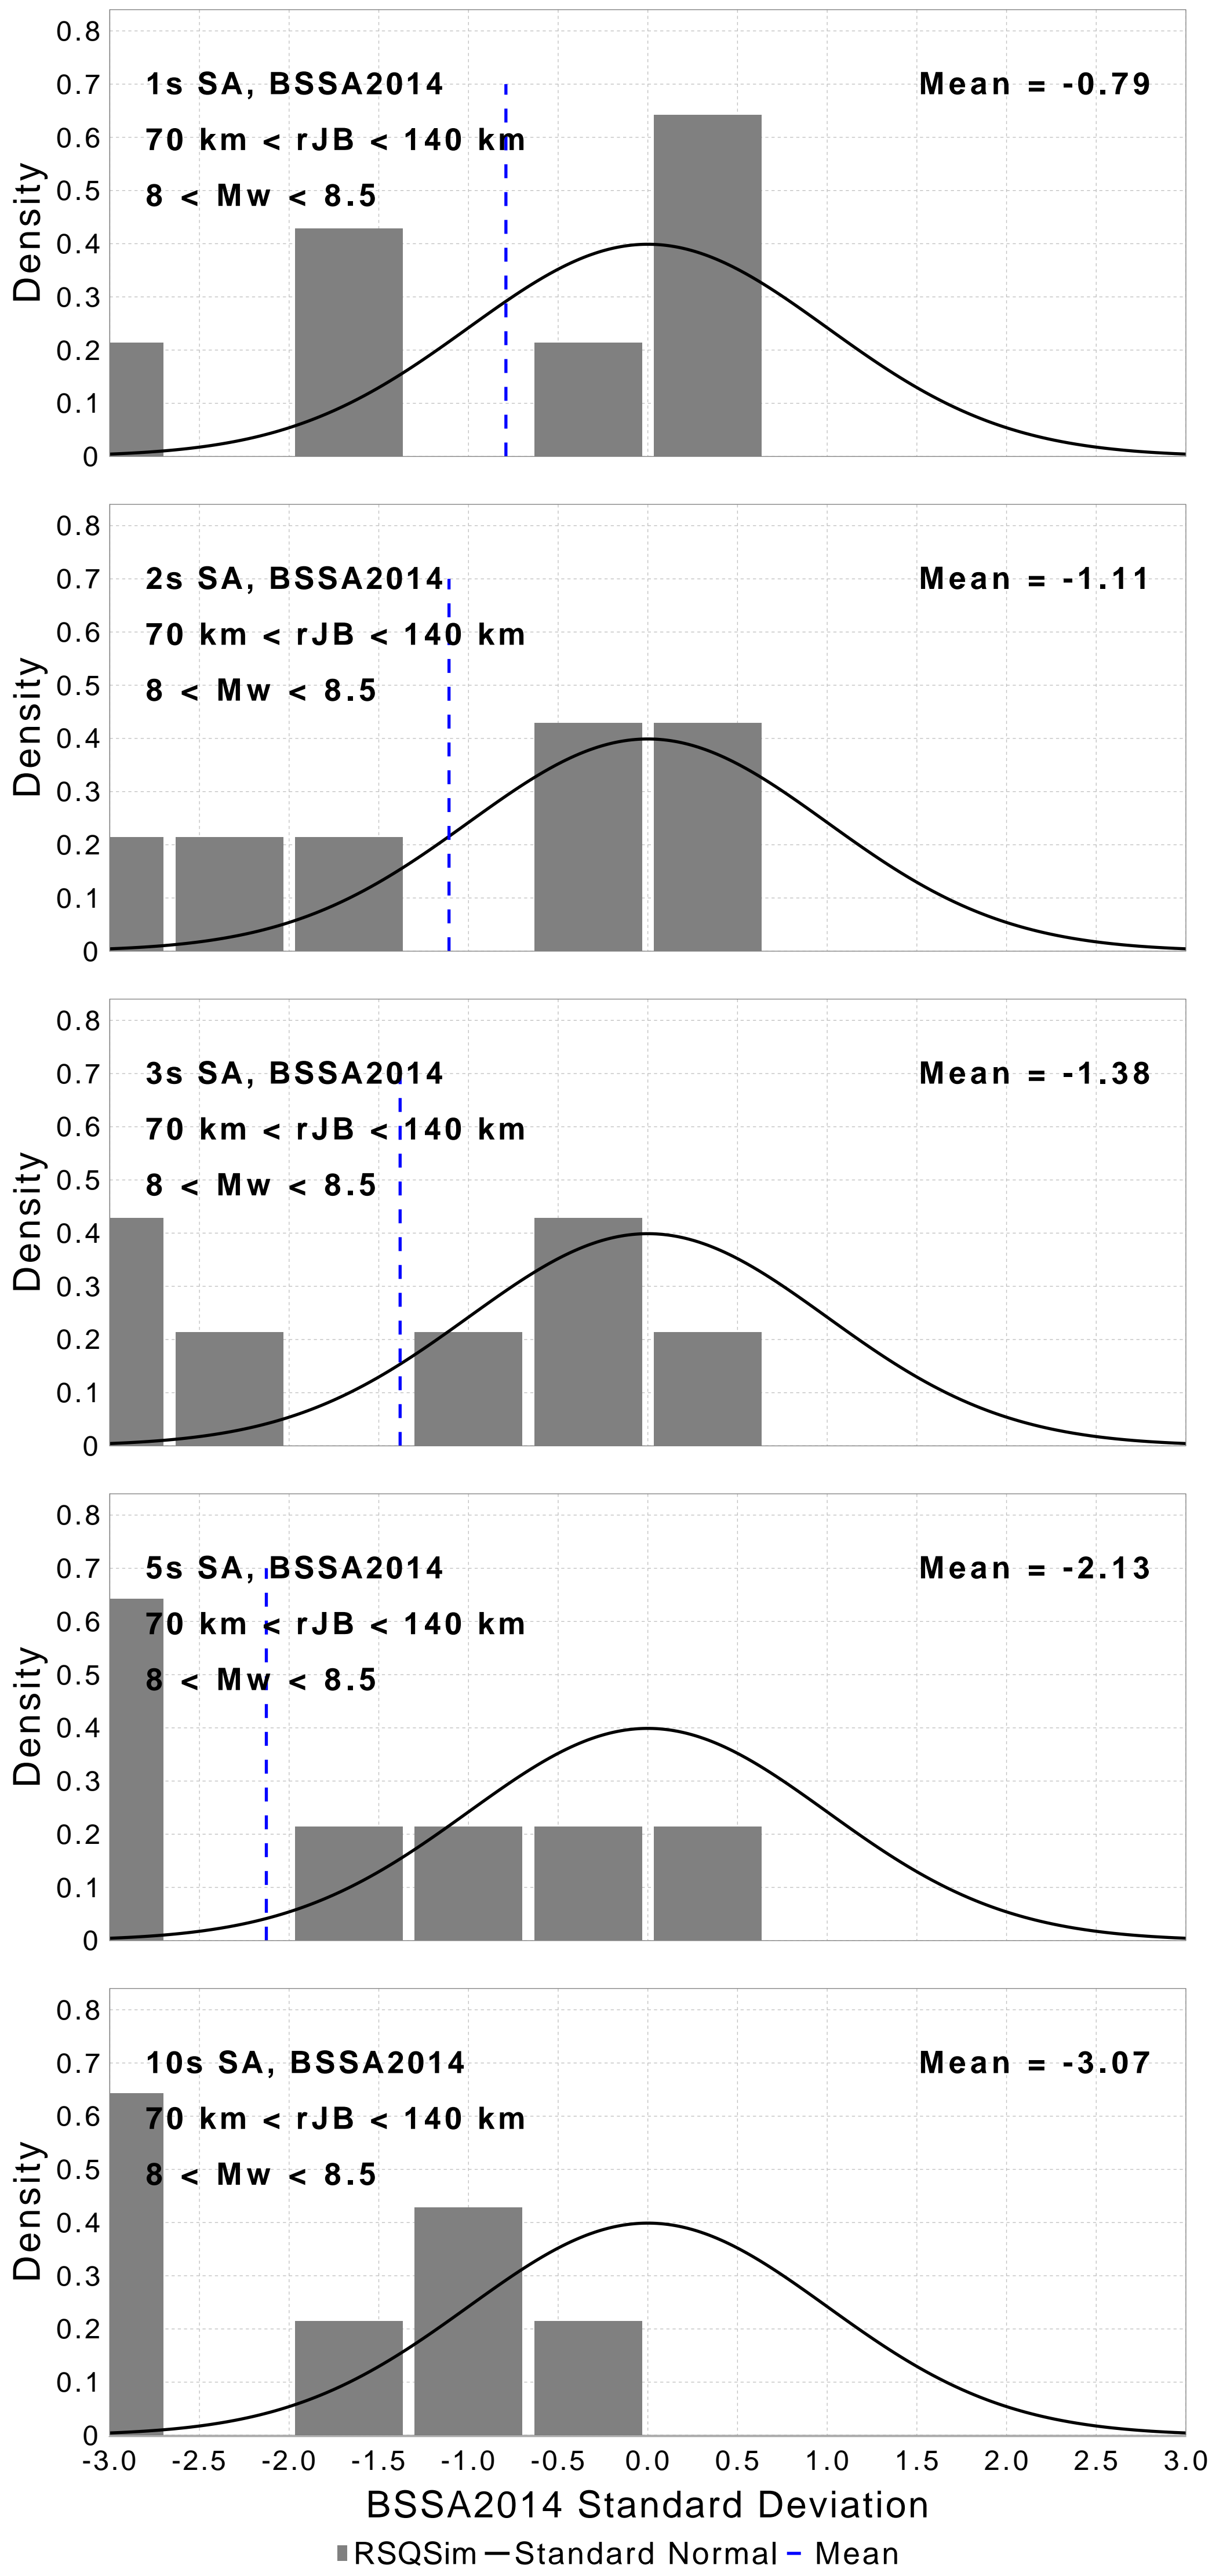 0.8
1s SA, BSSA2014 Mean = -0.79
0.7
70 km < rJB < 140 km
0.6
8 < Mw < 8.5
0.5
0.4
0.3
0.2
0.1
0
Density
0.8
2s SA, BSSA2014 Mean = -1.11
0.7
70 km < rJB < 140 km
0.6
8 < Mw < 8.5
0.5
0.4
0.3
0.2
0.1
0
Density
0.8
3s SA, BSSA2014 Mean = -1.38
0.7
70 km < rJB < 140 km
0.6
8 < Mw < 8.5
0.5
0.4
0.3
0.2
0.1
0
Density
0.8
5s SA, BSSA2014 Mean = -2.13
0.7
70 km < rJB < 140 km
0.6
8 < Mw < 8.5
0.5
0.4
0.3
0.2
0.1
0
Density
0.8
10s SA, BSSA2014 Mean = -3.07
0.7
70 km < rJB < 140 km
0.6
8 < Mw < 8.5
0.5
0.4
0.3
0.2
0.1
0
Density
-3.0 -2.5 -2.0 -1.5 -1.0 -0.5 0.0 0.5 1.0 1.5 2.0 2.5 3.0
BSSA2014 Standard Deviation
RSQSim Standard Normal Mean